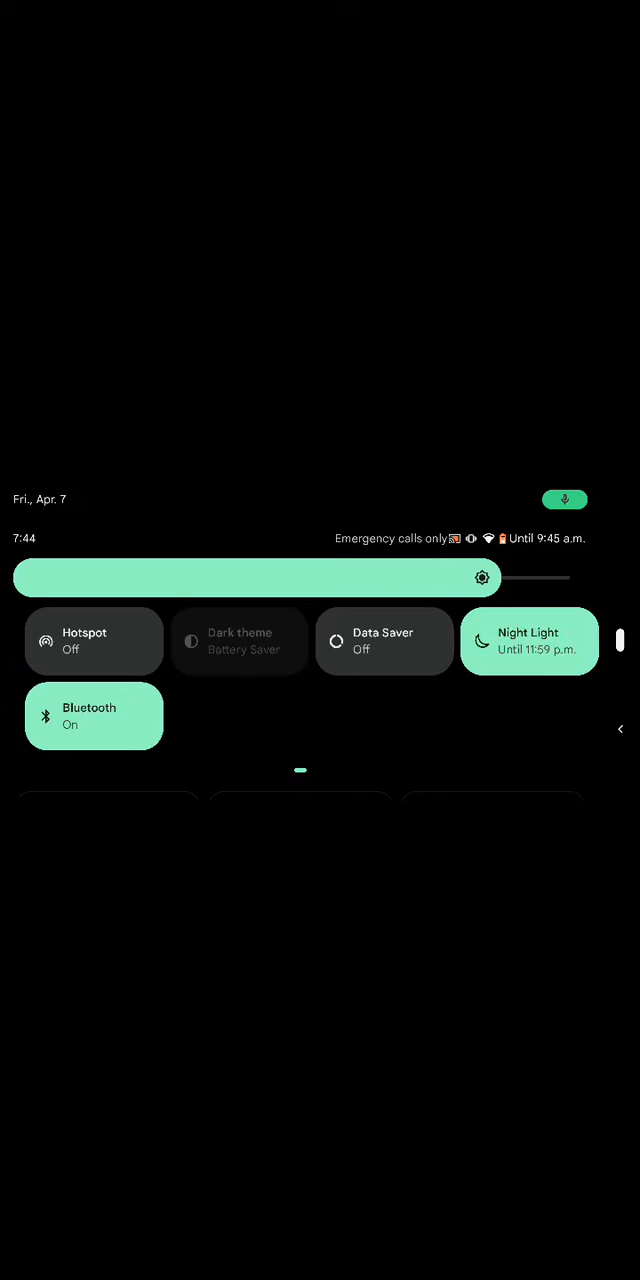 Fri., Apr. 7
7:44 Emergency calls only Until 9:45 a.m.
Hotspot
Off
Dark theme
Battery Saver
Data Saver
Off
Night Light
Until 11:59 p.m.
Bluetooth
On